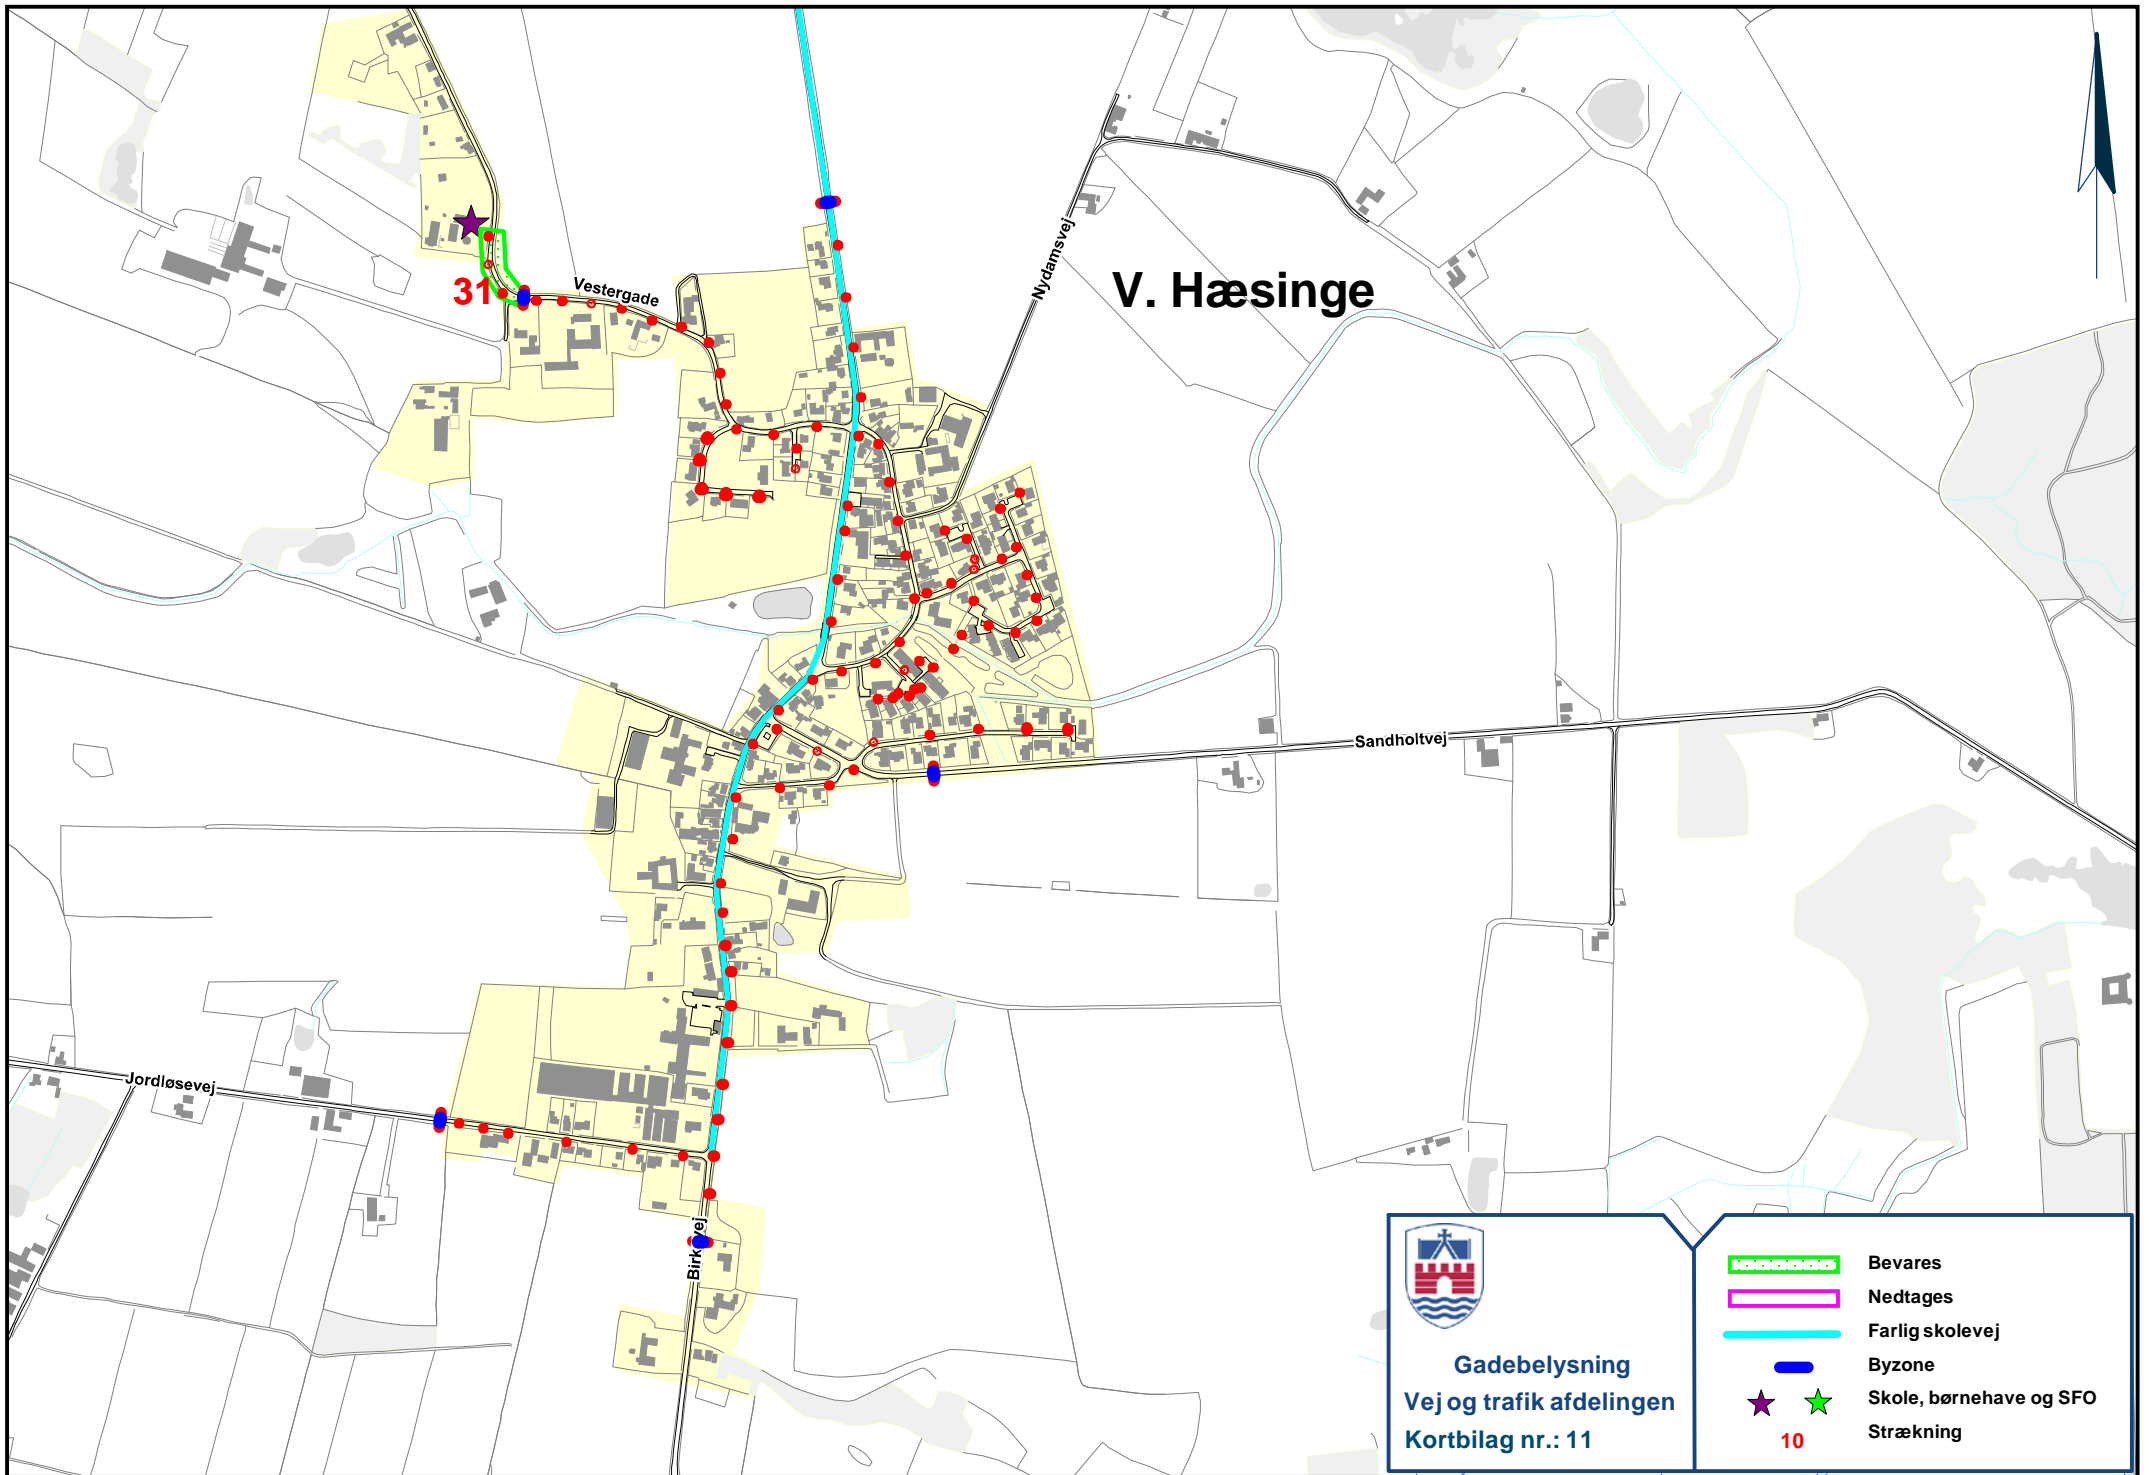 Vestergade
31
Nydamsvej
V. Hæsinge
Sandholtvej
Jordløsevej
Gadebelysning
Vej og trafik afdelingen
Kortbilag nr.: 11
Bevares
Nedtages
Farlig skolevej
Byzone
Skole, børnehave og SFO
10 Strækning